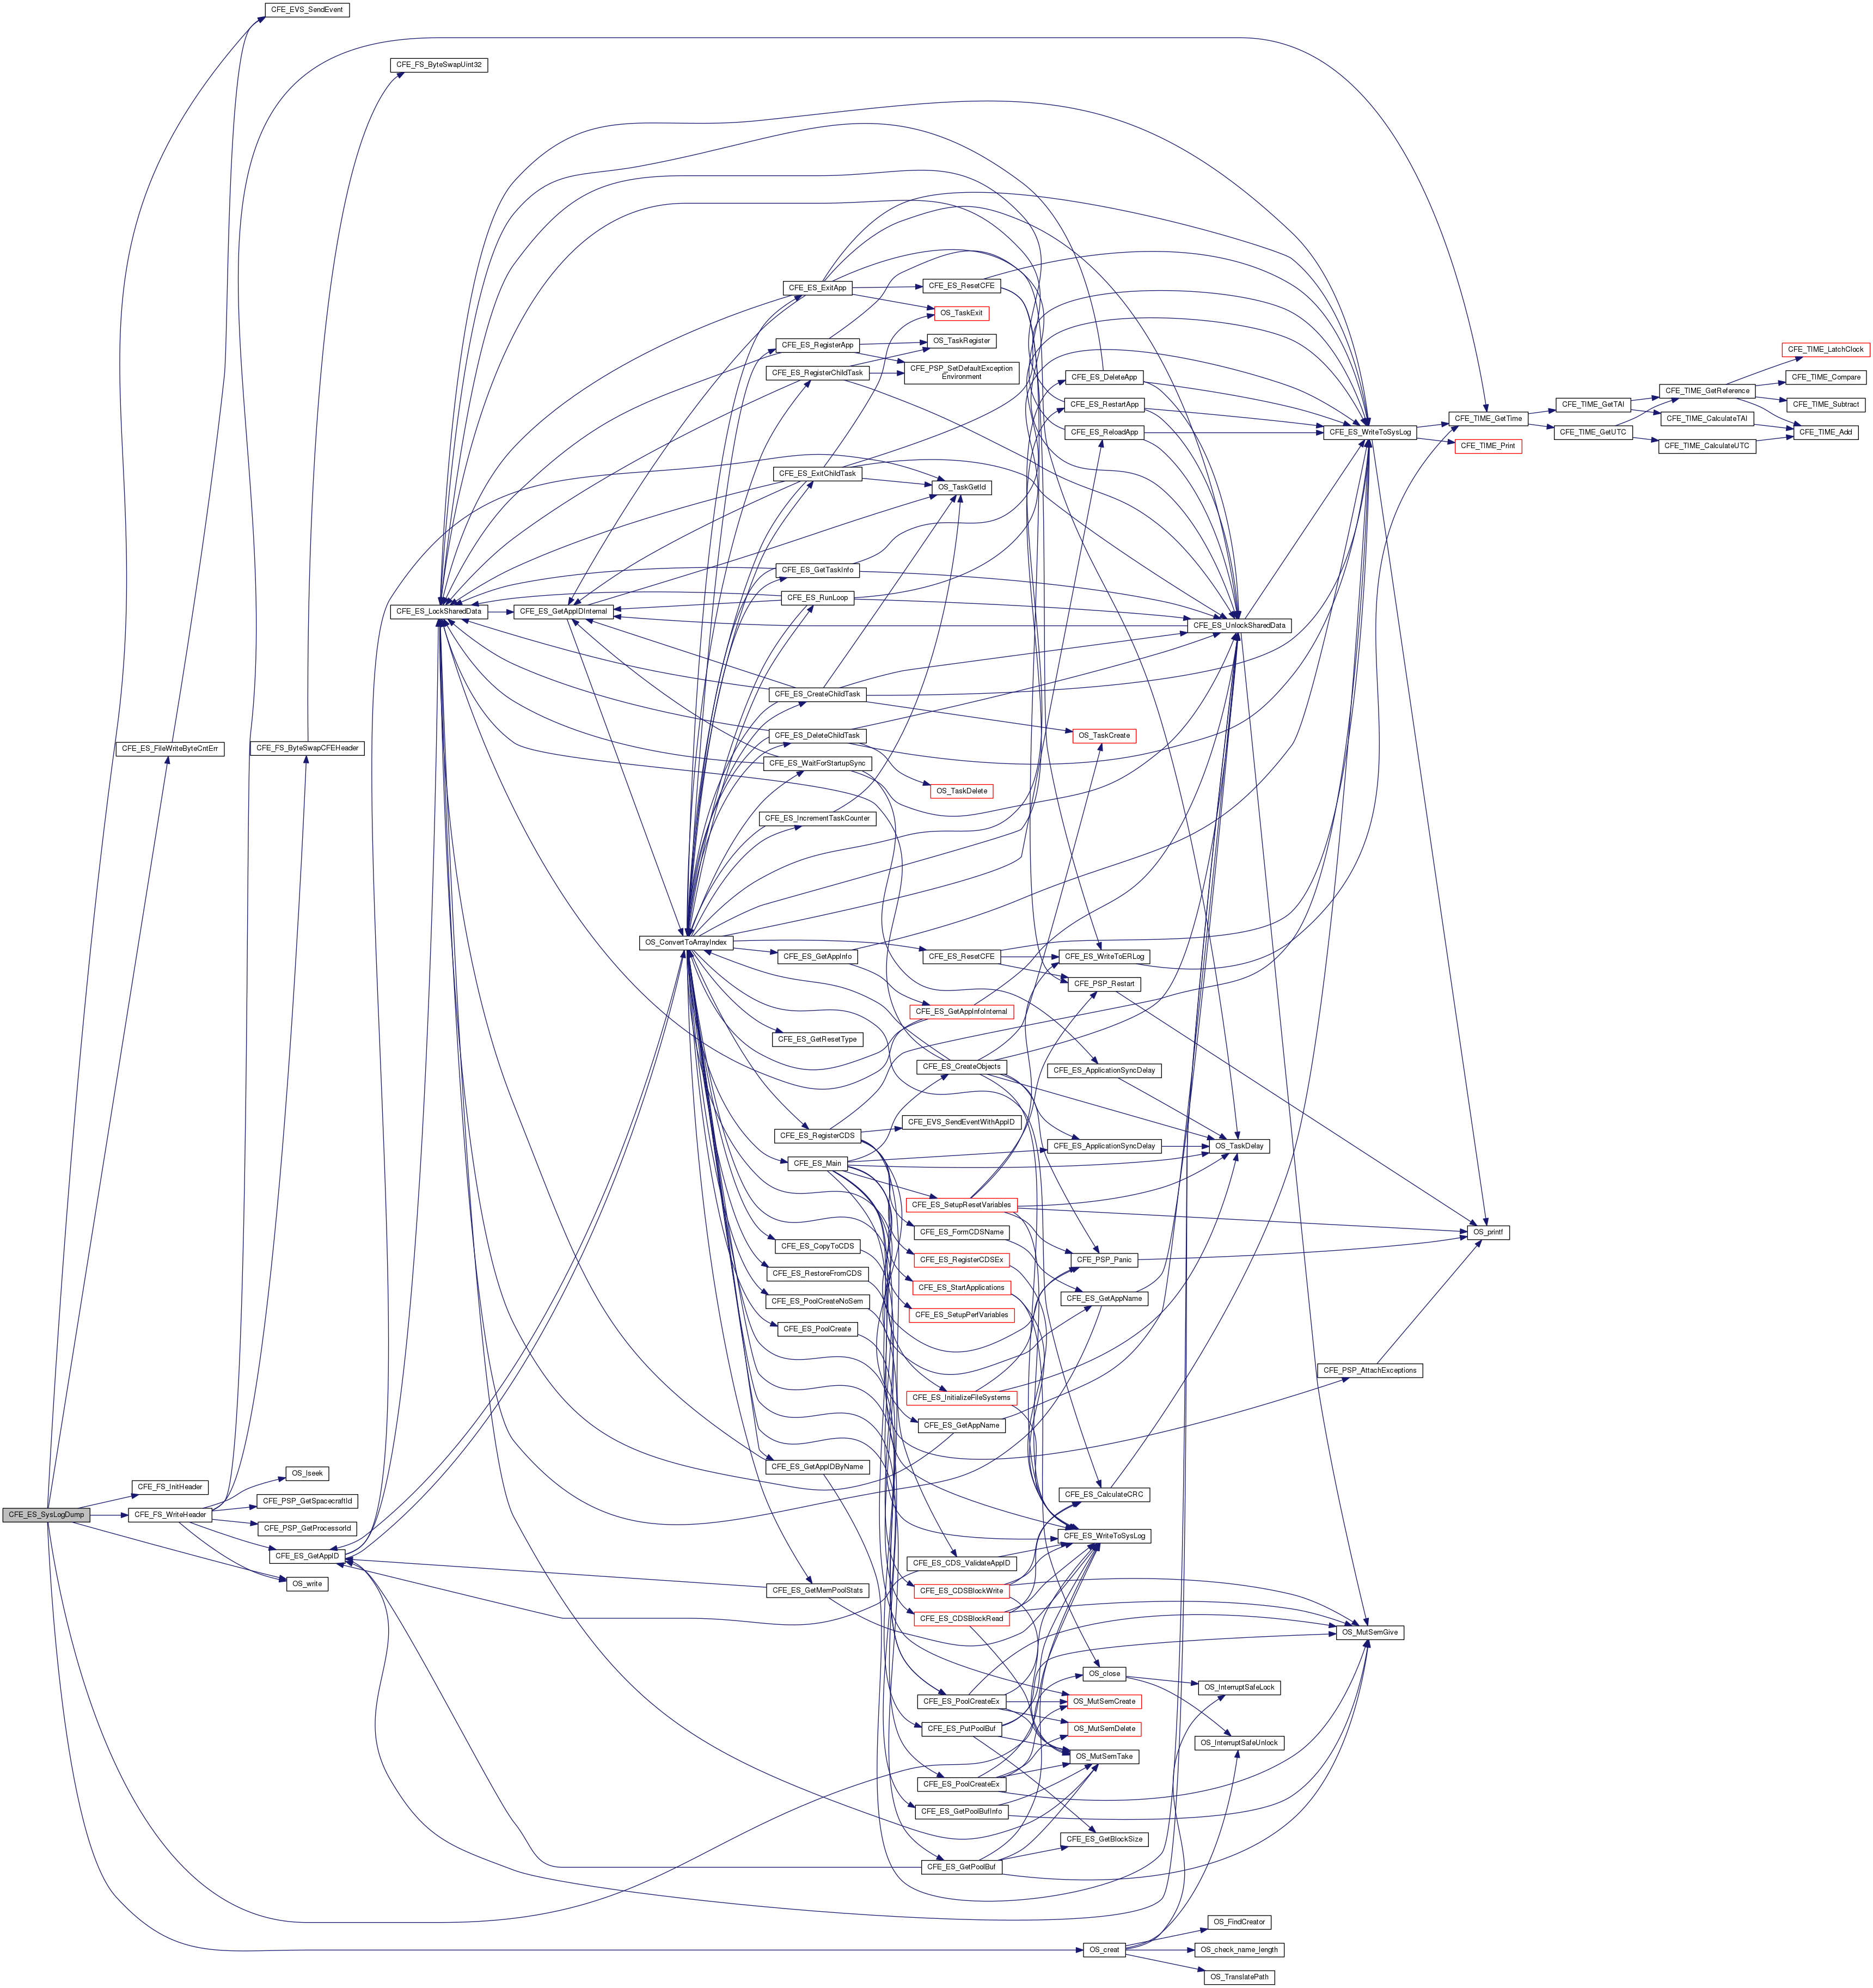 CFE_EVS_SendEvent
CFE_FS_ByteSwapUint32
CFE_ES_ExitApp
CFE_ES_ResetCFE
OS_TaskExit
CFE_ES_RegisterApp
OS_TaskRegister
CFE_ES_RegisterChildTask
CFE_PSP_SetDefaultException
Environment
CFE_ES_DeleteApp
CFE_ES_RestartApp
CFE_ES_ReloadApp
CFE_ES_WriteToSysLog
CFE_TIME_GetTime
CFE_TIME_Print
CFE_TIME_GetTAI
CFE_TIME_GetUTC
CFE_TIME_GetReference
CFE_TIME_CalculateTAI
CFE_TIME_CalculateUTC
CFE_TIME_LatchClock
CFE_TIME_Compare
CFE_TIME_Subtract
CFE_TIME_Add
CFE_ES_ExitChildTask
OS_TaskGetId
CFE_ES_GetTaskInfo
CFE_ES_RunLoop
CFE_ES_LockSharedData
CFE_ES_GetAppIDInternal
CFE_ES_UnlockSharedData
CFE_ES_CreateChildTask
CFE_ES_DeleteChildTask
OS_TaskCreate
CFE_ES_FileWriteByteCntErr
CFE_FS_ByteSwapCFEHeader
CFE_ES_WaitForStartupSync
OS_TaskDelete
CFE_ES_IncrementTaskCounter
OS_ConvertToArrayIndex
CFE_ES_GetAppInfo
CFE_ES_ResetCFE
CFE_ES_WriteToERLog
CFE_PSP_Restart
CFE_ES_GetAppInfoInternal
CFE_ES_GetResetType
CFE_ES_CreateObjects
CFE_ES_ApplicationSyncDelay
CFE_EVS_SendEventWithAppID
CFE_ES_RegisterCDS
CFE_ES_ApplicationSyncDelay
OS_TaskDelay
CFE_ES_Main
CFE_ES_SetupResetVariables
CFE_ES_FormCDSName
OS_printf
CFE_ES_CopyToCDS
CFE_ES_RegisterCDSEx
CFE_PSP_Panic
CFE_ES_RestoreFromCDS
CFE_ES_StartApplications
CFE_ES_GetAppName
CFE_ES_PoolCreateNoSem
CFE_ES_SetupPerfVariables
CFE_ES_PoolCreate
CFE_PSP_AttachExceptions
CFE_ES_InitializeFileSystems
CFE_ES_GetAppName
CFE_ES_GetAppIDByName
CFE_FS_InitHeader
OS_lseek
CFE_ES_CalculateCRC
CFE_PSP_GetSpacecraftId
CFE_ES_SysLogDump
CFE_FS_WriteHeader
CFE_PSP_GetProcessorId
CFE_ES_WriteToSysLog
CFE_ES_GetAppID
CFE_ES_CDS_ValidateAppID
OS_write
CFE_ES_GetMemPoolStats
CFE_ES_CDSBlockWrite
CFE_ES_CDSBlockRead
OS_MutSemGive
OS_close
OS_InterruptSafeLock
CFE_ES_PoolCreateEx
OS_MutSemCreate
CFE_ES_PutPoolBuf
OS_MutSemDelete
OS_InterruptSafeUnlock
OS_MutSemTake
CFE_ES_PoolCreateEx
CFE_ES_GetPoolBufInfo
CFE_ES_GetBlockSize
CFE_ES_GetPoolBuf
OS_FindCreator
OS_creat
OS_check_name_length
OS_TranslatePath